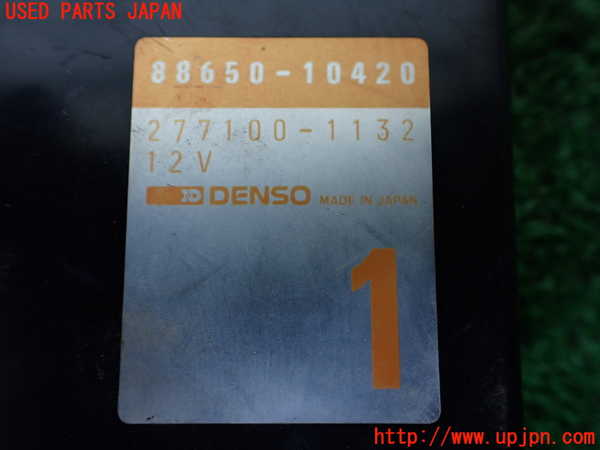 USED PARTS JAPAN
88650-10420
277100-1132
12V
DENSO MADE IN JAPAN
1
http://www.upjpn.com